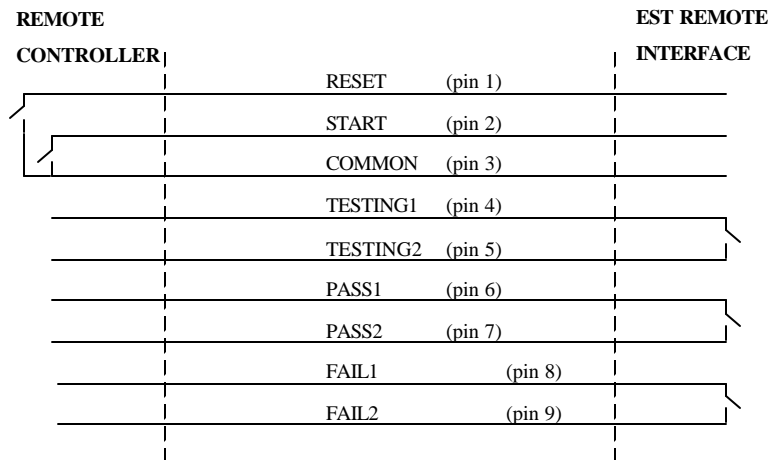 REMOTE
CONTROLLER
EST REMOTE
INTERFACE
RESET (pin 1)
START (pin 2)
COMMON (pin 3)
TESTING1 (pin 4)
TESTING2 (pin 5)
PASS1 (pin 6)
PASS2 (pin 7)
FAIL1 (pin 8)
FAIL2 (pin 9)